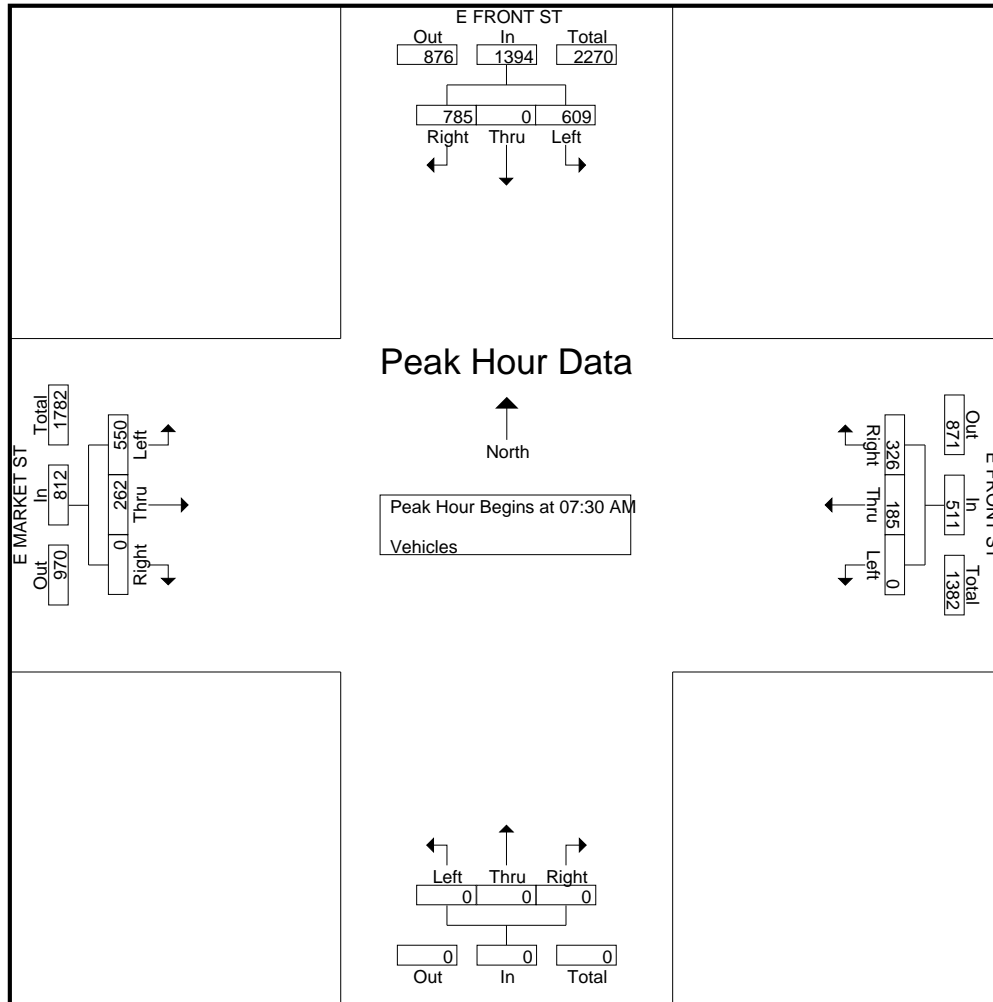 E FRONT ST
Out In Total
876 1394 2270
785 0 609
Right Thru Left
Peak Hour Data
North
Peak Hour Begins at 07:30 AM
Vehicles
E MARKET ST
Out In Total
970 812 1782
0 262 550
Right Thru Left
E FRONT ST
Out In Total
871 511 1382
326 185 0
Right Thru Left
Left Thru Right
0 0 0
0 0 0
Out In Total